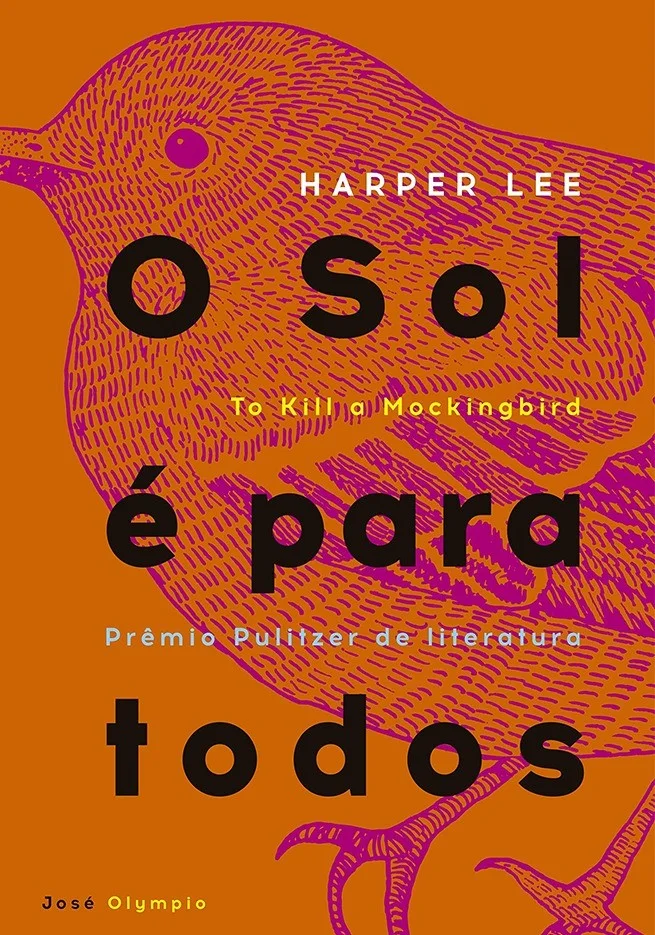 HARPER LEE
O Sol
To Kill a Mockingbird
é para
Prêmio Pulitzer de literatura
todos
José Olympio